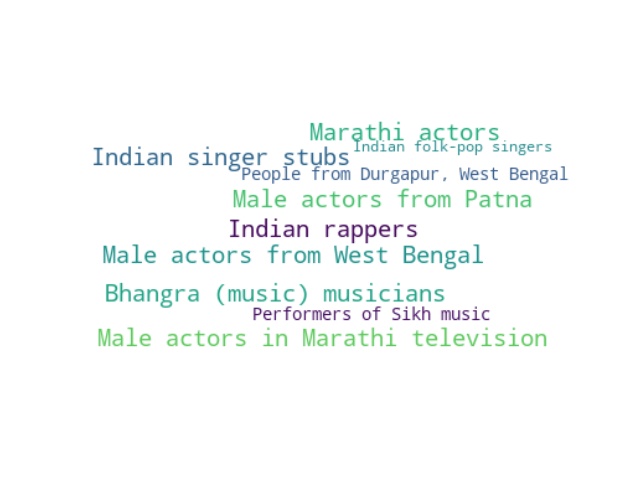 Marathi actors
Indian folk-pop singers
Indian singer stubs
People from Durgapur, West Bengal
Male actors from Patna
Indian rappers
Male actors from West Bengal
Bhangra (music) musicians
Performers of Sikh music
Male actors in Marathi television